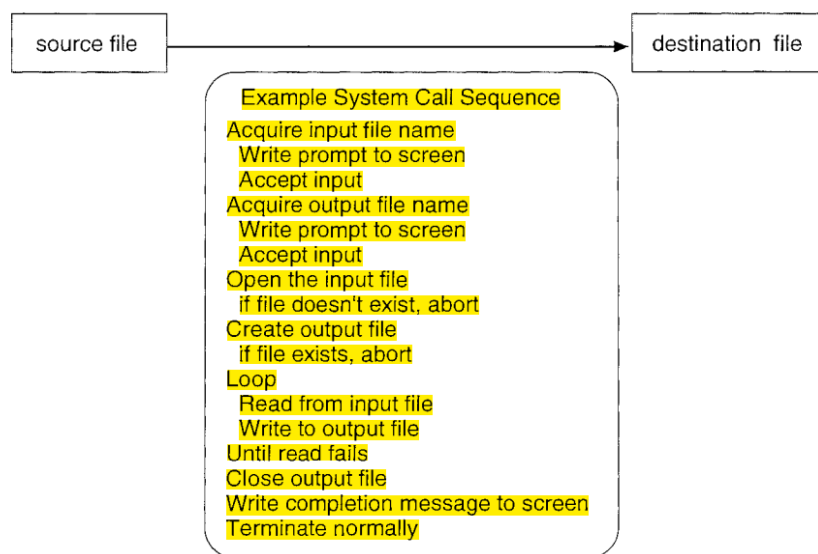 source file
destination file
Example System Call Sequence
Acquire input file name
Write prompt to screen
Accept input
Acquire output file name
Write prompt to screen
Accept input
Open the input file
if file doesn't exist, abort
Create output file
if file exists, abort
Loop
Read from input file
Write to output file
Until read fails
Close output file
Write completion message to screen
Terminate normally